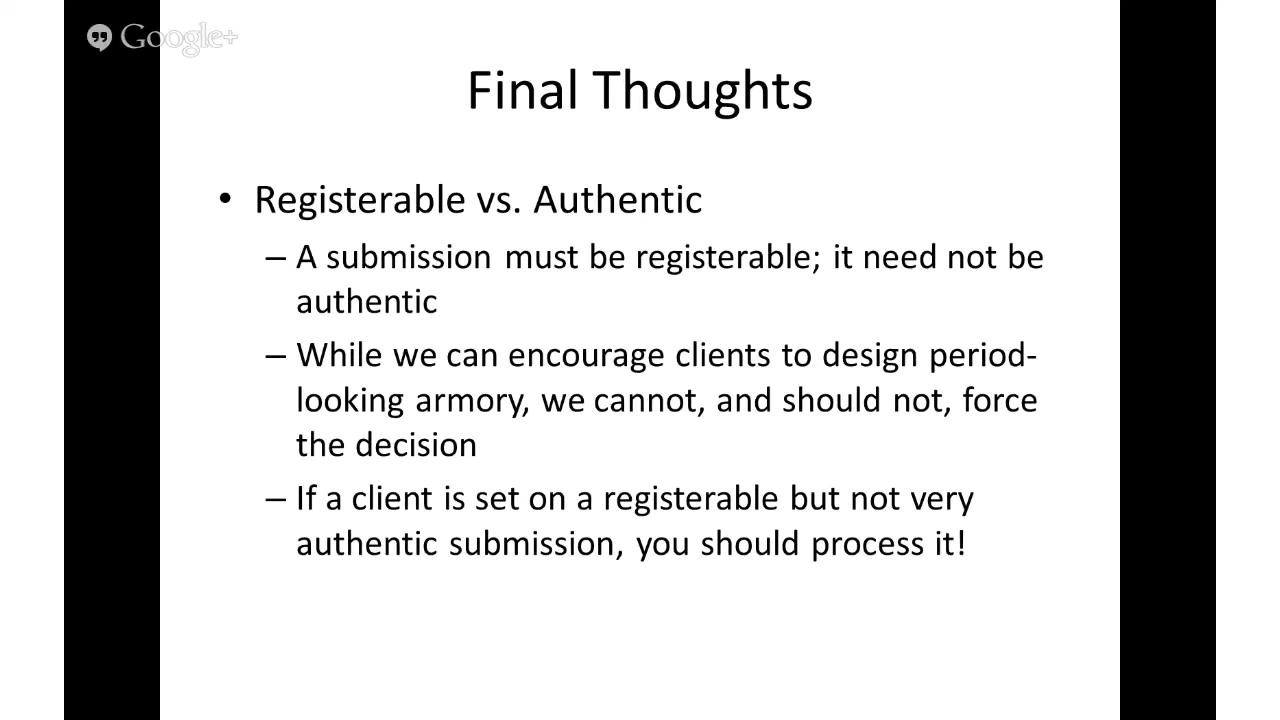 Google+
Final Thoughts
• Registerable vs. Authentic
– A submission must be registerable; it need not be
authentic
– While we can encourage clients to design period-
looking armory, we cannot, and should not, force
the decision
– If a client is set on a registerable but not very
authentic submission, you should process it!